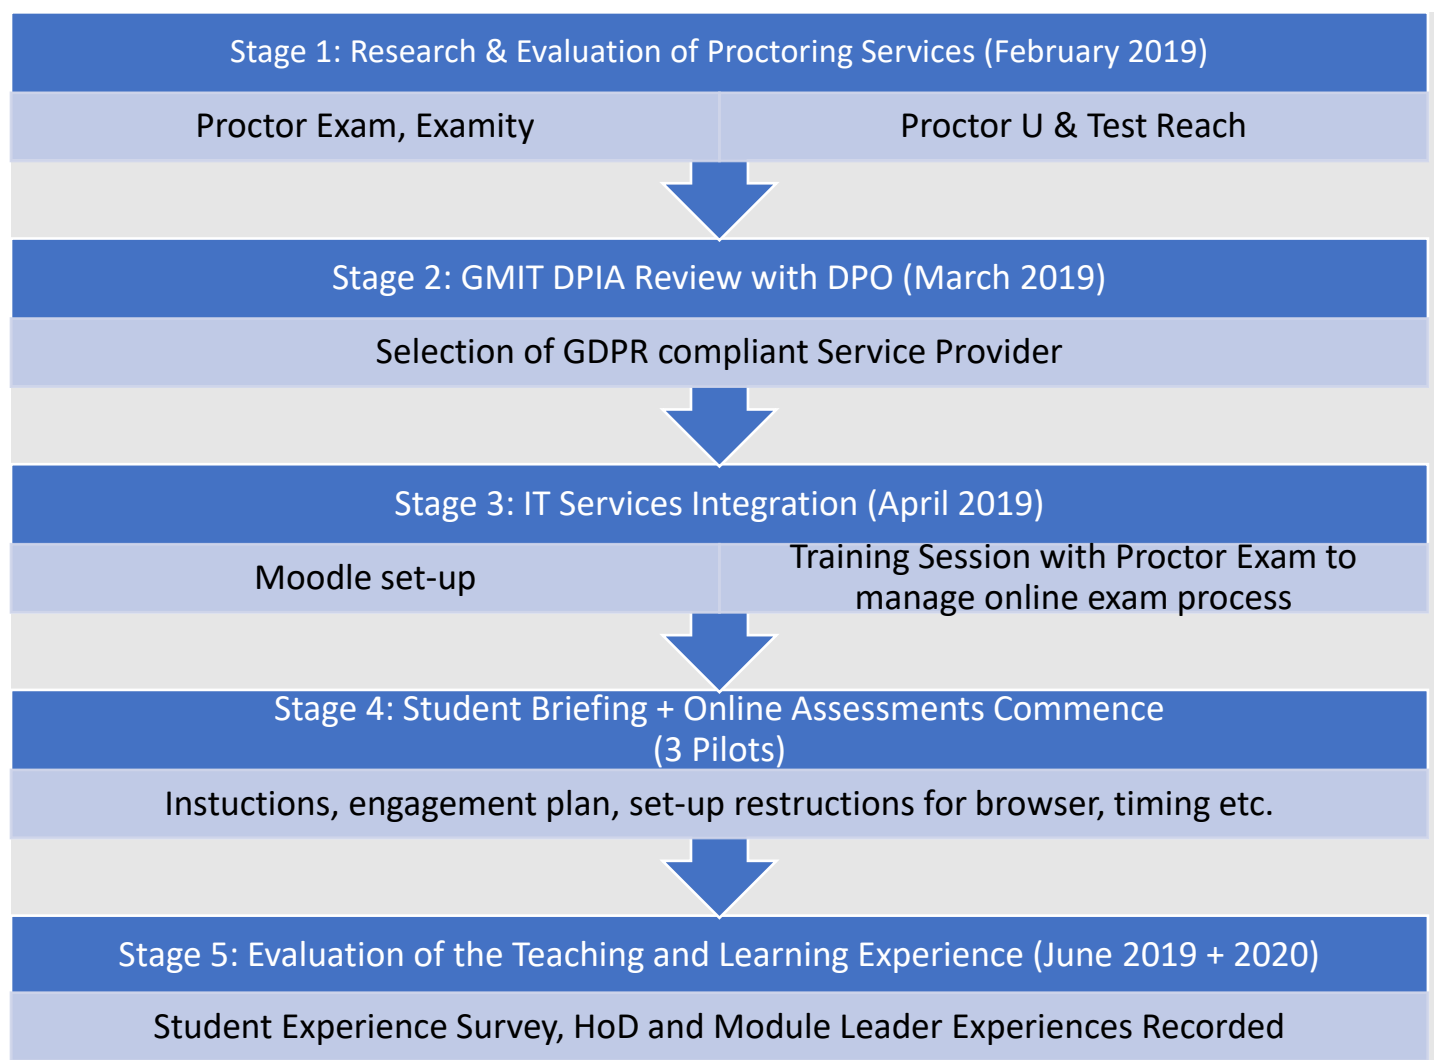 Stage 1: Research & Evaluation of Proctoring Services (February 2019)
Proctor Exam, Examity
Proctor U & Test Reach
Stage 2: GMIT DPIA Review with DPO (March 2019)
Selection of GDPR compliant Service Provider
Stage 3: IT Services Integration (April 2019)
Moodle set-up
Training Session with Proctor Exam to
manage online exam process
Stage 4: Student Briefing + Online Assessments Commence
(3 Pilots)
Instuctions, engagement plan, set-up restructions for browser, timing etc.
Stage 5: Evaluation of the Teaching and Learning Experience (June 2019 + 2020)
Student Experience Survey, HoD and Module Leader Experiences Recorded